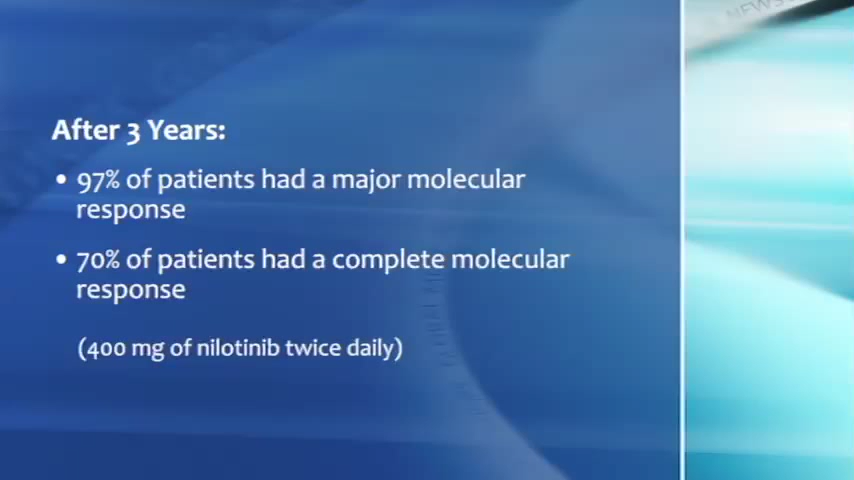 NEWS
After 3 Years:
• 97% of patients had a major molecular
response
• 70% of patients had a complete molecular
response
(400 mg of nilotinib twice daily)